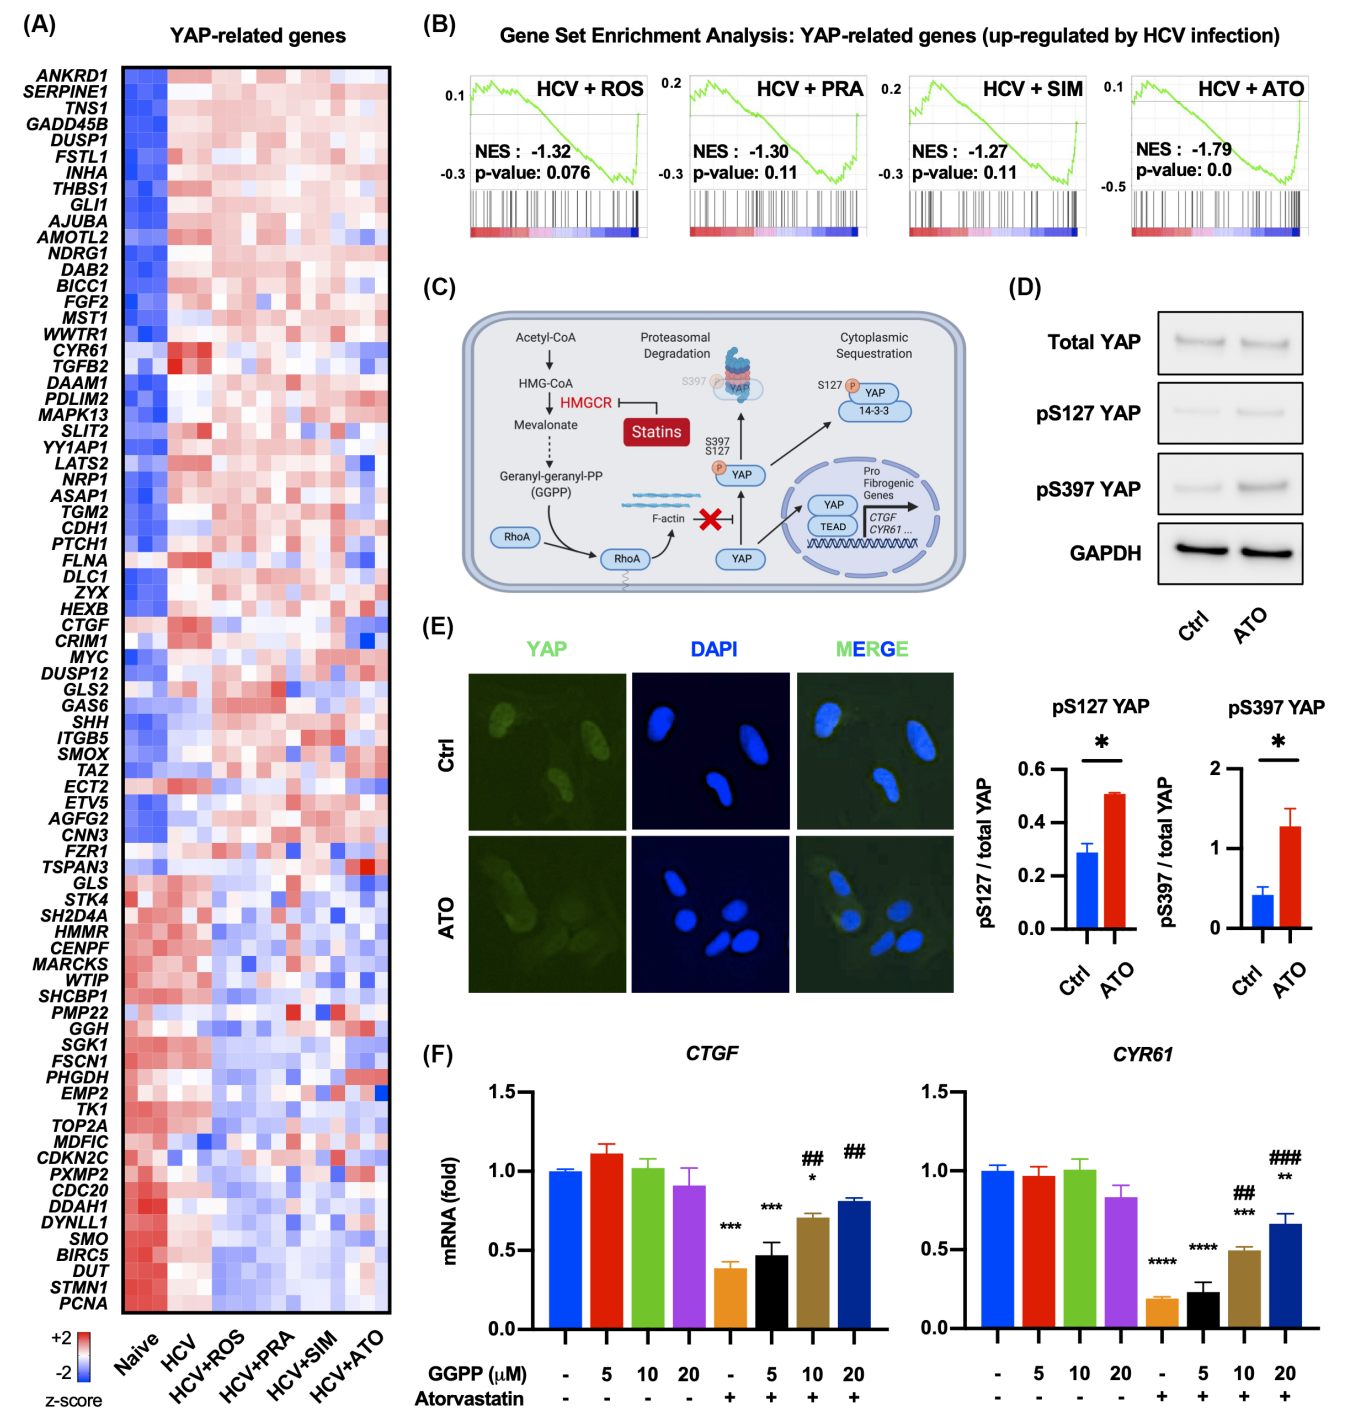 (A)
YAP-related genes
ANKRD1
SERPINE1
TNS1
GADD45B
DUSP1
FSTL1
INHA
THBS1
GLI1
AJUBA
AMOTL2
NDRG1
DAB2
BICC1
FGF2
MST1
WWTR1
CYR61
TGFB2
DAAM1
PDLIM2
MAPK13
SLIT2
YY1AP1
LATS2
NRP1
ASAP1
TGM2
CDH1
PTCH1
FLNA
DLC1
ZYX
HEXB
CTGF
CRIM1
MYC
DUSP12
GLS2
GAS6
SHH
ITGB5
SMOX
TAZ
ECT2
ETV5
AGFG2
CNN3
FZR1
TSPAN3
GLS
STK4
SH2D4A
HMMR
CENPF
MARCKS
WTIP
SHCBP1
PMP22
GGH
SGK1
FSCN1
PHGDH
EMP2
TK1
TOP2A
MDFIC
CDKN2C
PXMP2
CDC20
DDAH1
DYNLL1
SMO
BIRC5
DUT
STMN1
PCNA
+2
-2
z-score
Naive
HCV
HCV+ROS
HCV+PRA
HCV+SIM
HCV+ATO
(B)
Gene Set Enrichment Analysis: YAP-related genes (up-regulated by HCV infection)
HCV + ROS
0.1
NES : -1.32
p-value: 0.076
-0.3
HCV + PRA
0.2
NES : -1.30
p-value: 0.11
-0.3
HCV + SIM
0.2
NES : -1.27
p-value: 0.11
-0.3
HCV + ATO
0.1
NES : -1.79
p-value: 0.0
-0.5
(C)
Acetyl-CoA
HMG-CoA
HMGCR
Statins
Mevalonate
Geranyl-geranyl-PP
(GGPP)
RhoA
RhoA
F-actin
Proteasomal
Degradation
S397
P
YAP
S397
S127
P
YAP
YAP
Cytoplasmic
Sequestration
S127
P
YAP
14-3-3
Pro
Fibrogenic
Genes
YAP
TEAD
CTGF
CYR61 ...
(D)
Total YAP
pS127 YAP
pS397 YAP
GAPDH
Ctrl
ATO
pS127 YAP
*
pS127 / total YAP
0.6
0.4
0.2
0.0
Ctrl
ATO
pS397 YAP
*
pS397 / total YAP
2
1
0
Ctrl
ATO
(E)
YAP
DAPI
MERGE
Ctrl
ATO
(F)
CTGF
mRNA (fold)
1.5
1.0
0.5
0.0
***
***
##
*
##
GGPP (μM)
- 5 10 20 - 5 10 20
Atorvastatin
- - - - + + + +
CYR61
1.5
1.0
0.5
0.0
****
****
##
***
###
**
- 5 10 20 - 5 10 20
- - - - + + + +